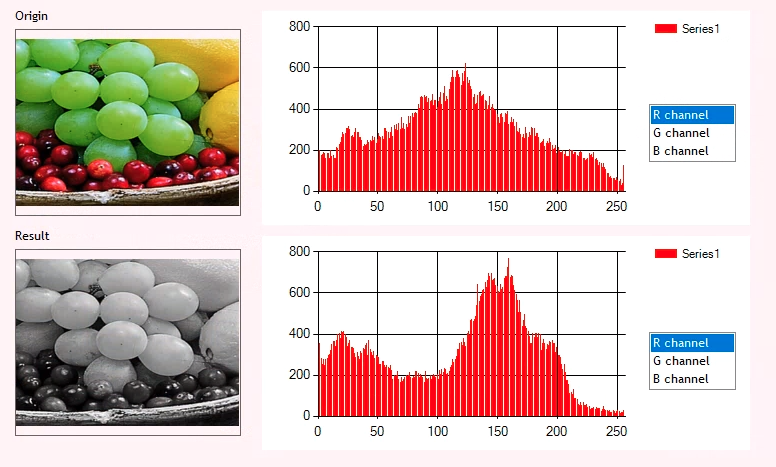 Origin
800
600
400
200
0
0 50 100 150 200 250
Series1
R channel
G channel
B channel
Result
800
600
400
200
0
0 50 100 150 200 250
Series1
R channel
G channel
B channel